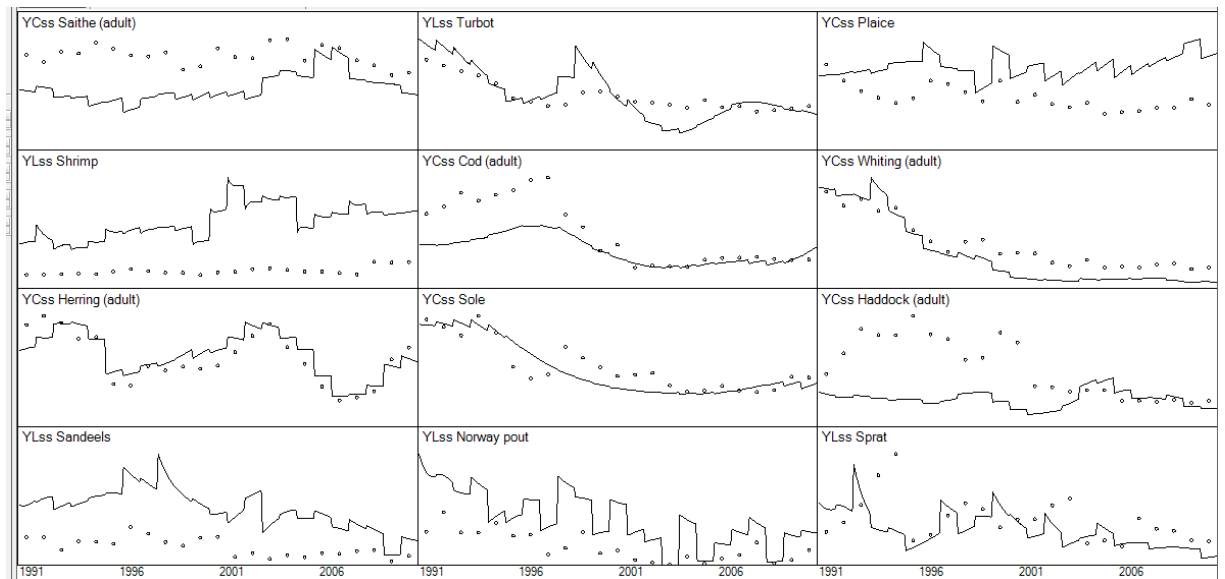 YCss Saithe (adult)
YLss Turbot
YCss Plaice
YLss Shrimp
YCss Cod (adult)
YCss Whiting (adult)
YCss Herring (adult)
YCss Sole
YCss Haddock (adult)
YLss Sandeels
YLss Norway pout
YLss Sprat
1991 1996 2001 2006 1991 1996 2001 2006 1991 1996 2001 2006